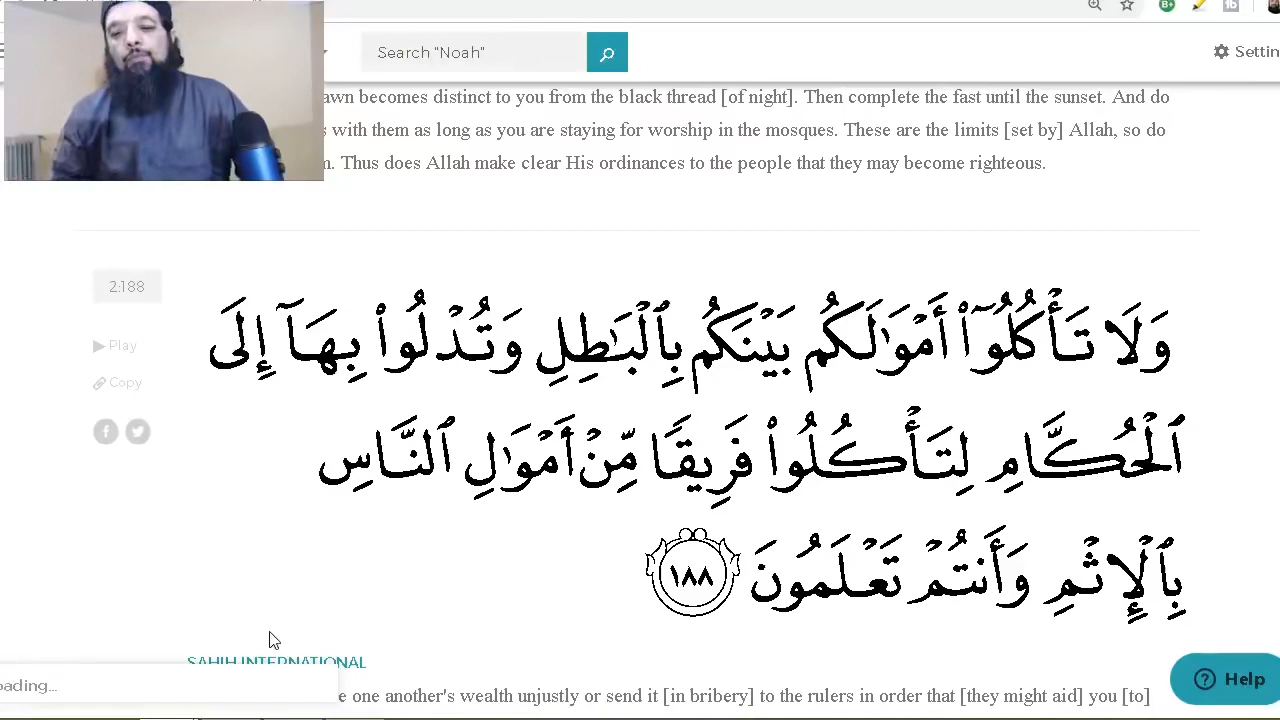 Search "Noah"
Settin
awn becomes distinct to you from the black thread [of night]. Then complete the fast until the sunset. And do
s with them as long as you are staying for worship in the mosques. These are the limits [set by] Allah, so do
n. Thus does Allah make clear His ordinances to the people that they may become righteous.
2:188
وَلَا تَأْكُلُوٓا۟ أَمْوَٰلَكُم بَيْنَكُم بِٱلْبَـٰطِلِ وَتُدْلُوا۟ بِهَآ إِلَى
Play
Copy
ٱلْحُكَّامِ لِتَأْكُلُوا۟ فَرِيقًا مِّنْ أَمْوَٰلِ ٱلنَّاسِ
بِٱلْإِثْمِ وَأَنتُمْ تَعْلَمُونَ ١٨٨
SAHIH INTERNATIONAL
oading...
e one another's wealth unjustly or send it [in bribery] to the rulers in order that [they might aid] you [to]
Help